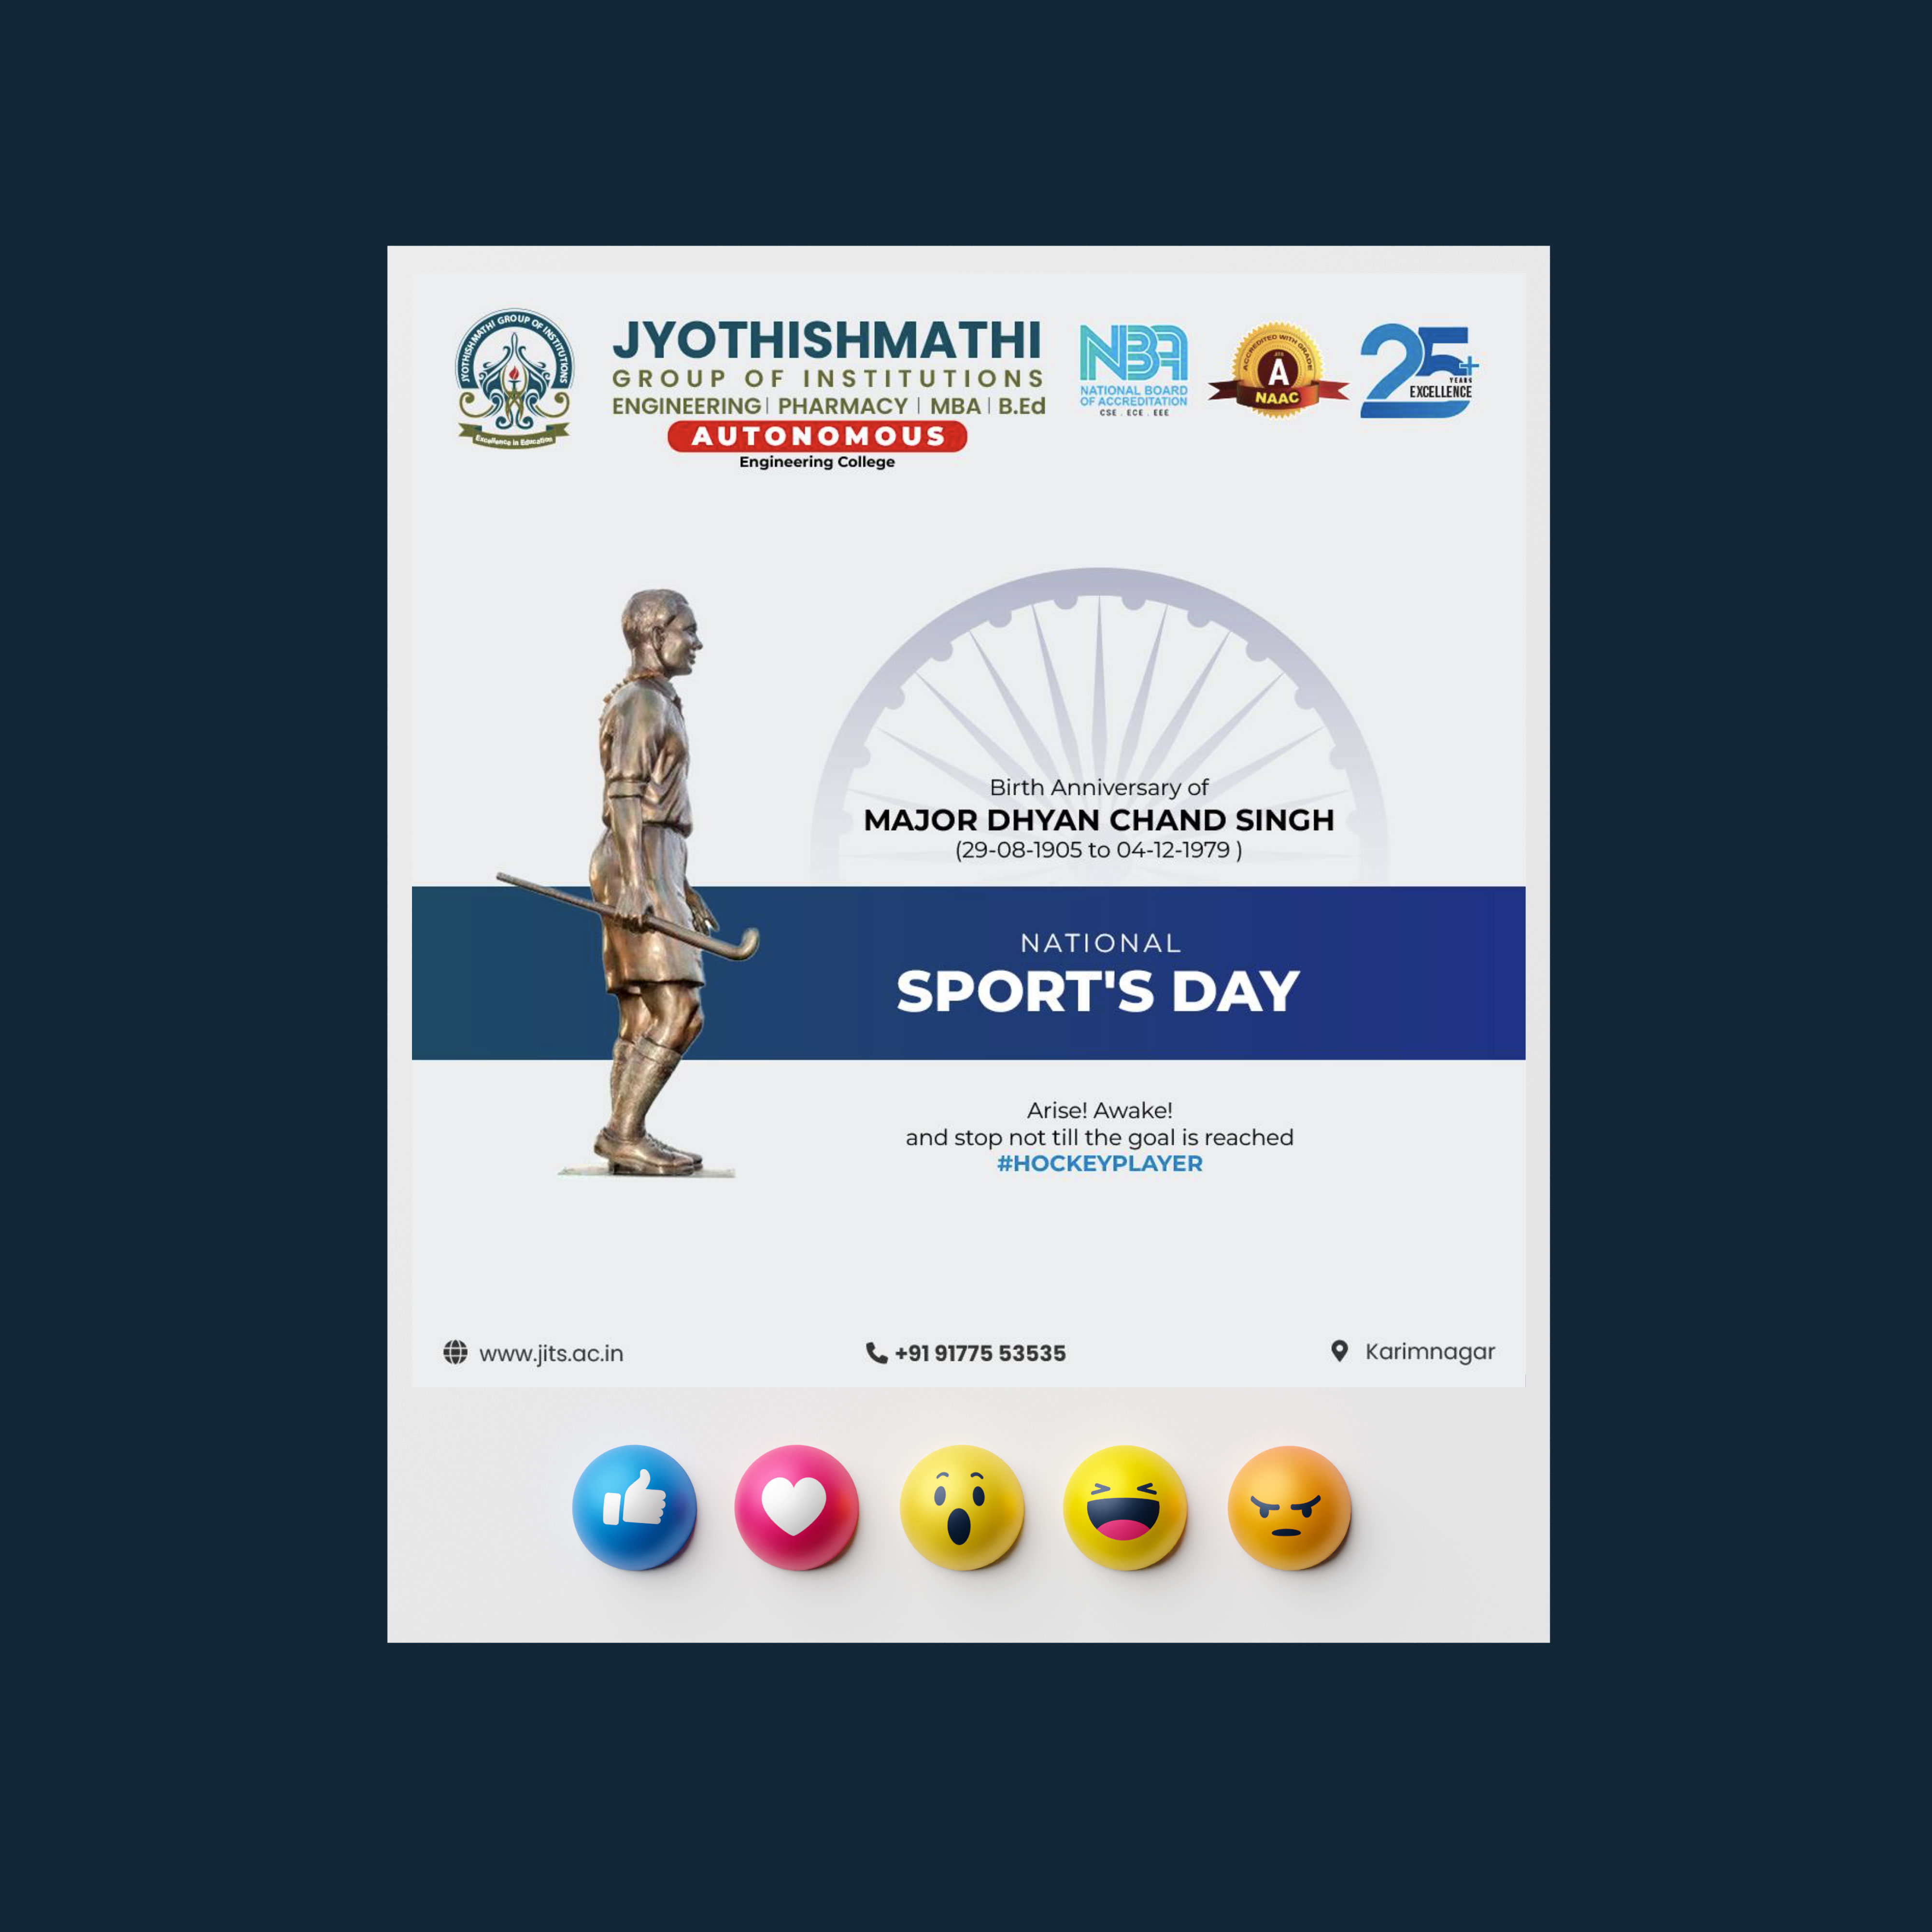 JYOTHISHMATHI GROUP OF INSTITUTIONS
Excellence in Education
JYOTHISHMATHI
GROUP OF INSTITUTIONS
ENGINEERING| PHARMACY | MBA | B.Ed
AUTONOMOUS
Engineering College
NBA
NATIONAL BOARD
OF ACCREDITATION
CSE . ECE . EEE
ACCREDITED WITH GRADE
A
NAAC
25+
YEARS
EXCELLENCE
Birth Anniversary of
MAJOR DHYAN CHAND SINGH
(29-08-1905 to 04-12-1979 )
NATIONAL
SPORT'S DAY
Arise! Awake!
and stop not till the goal is reached
#HOCKEYPLAYER
www.jits.ac.in
+91 91775 53535
Karimnagar